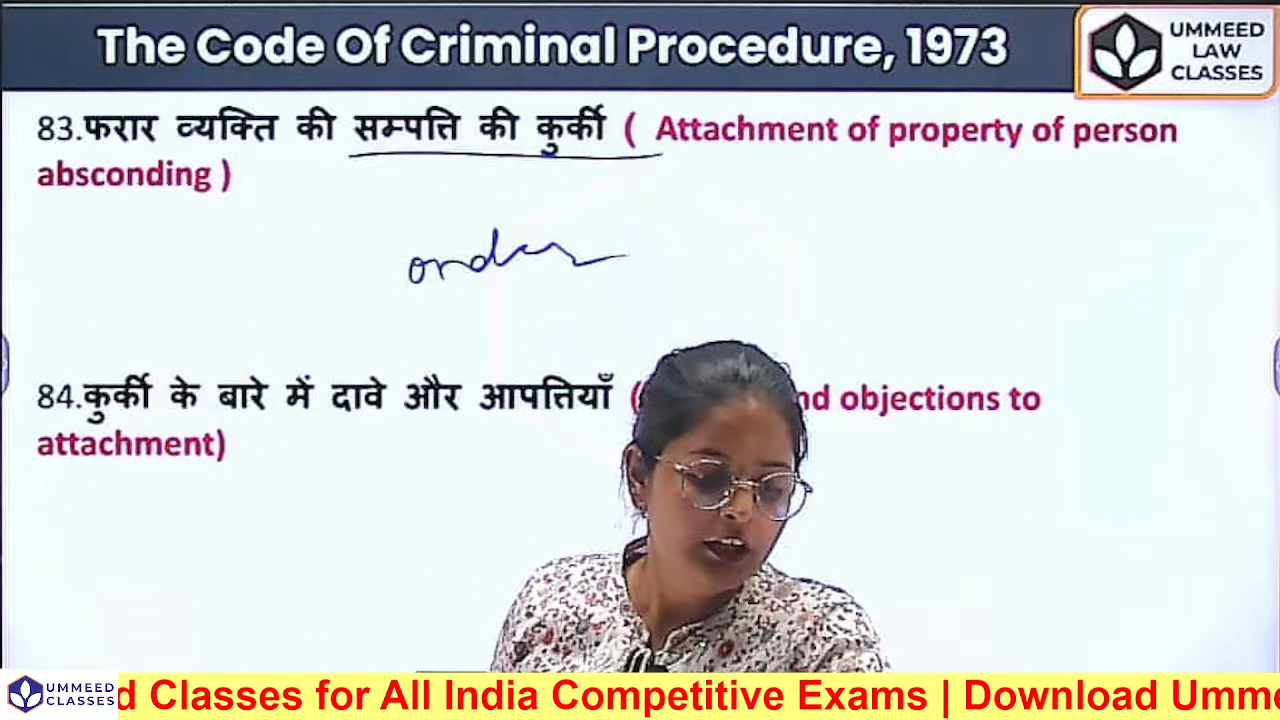 The Code Of Criminal Procedure, 1973
UMMEED
LAW
CLASSES
83.फरार व्यक्ति की सम्पत्ति की कुर्की ( Attachment of property of person
absconding )
order
84.कुर्की के बारे में दावे और आपत्तियाँ ( nd objections to
attachment)
UMMEED
CLASSES
d Classes for All India Competitive Exams | Download Umme